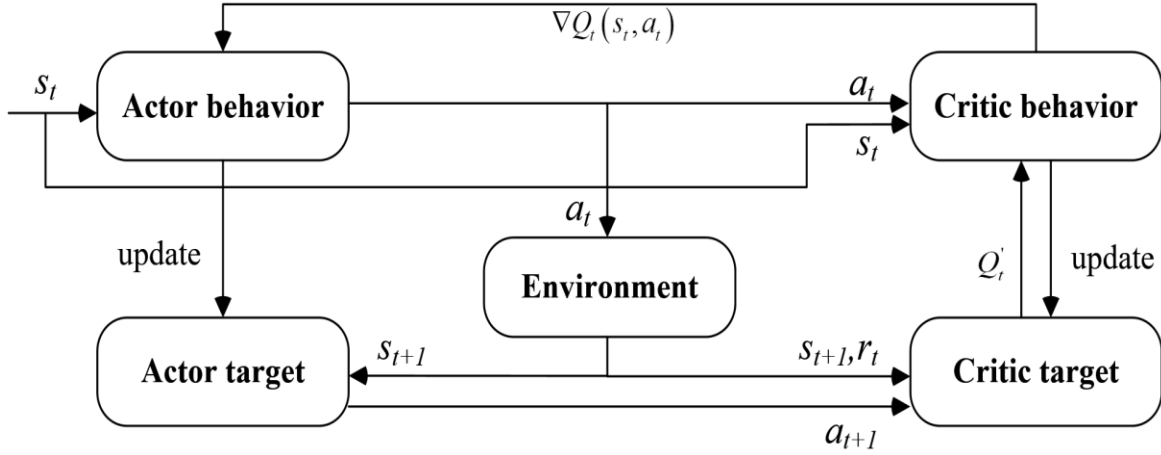 ∇Q_t(s_t, a_t)
s_t
Actor behavior
a_t
Critic behavior
s_t
a_t
update
Environment
Q'_t
update
s_{t+1}
s_{t+1}, r_t
Actor target
Critic target
a_{t+1}